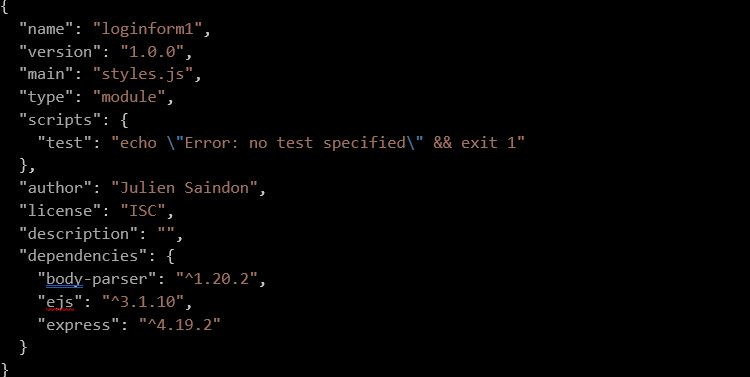 {
  "name": "loginform1",
  "version": "1.0.0",
  "main": "styles.js",
  "type": "module",
  "scripts": {
    "test": "echo \"Error: no test specified\" && exit 1"
  },
  "author": "Julien Saindon",
  "license": "ISC",
  "description": "",
  "dependencies": {
    "body-parser": "^1.20.2",
    "ejs": "^3.1.10",
    "express": "^4.19.2"
  }
}